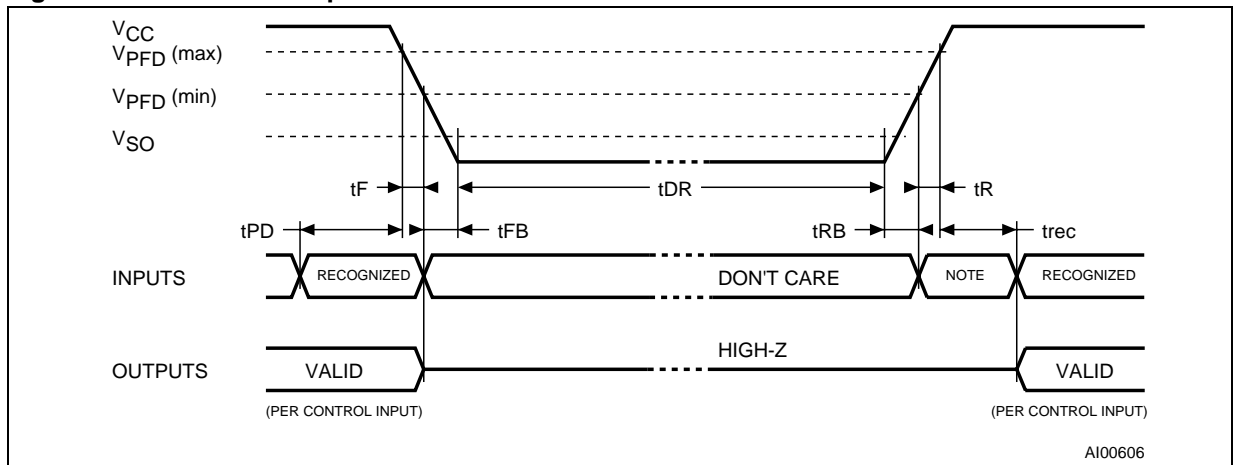 VCC
VPFD (max)
VPFD (min)
VSO
tF
tDR
tR
tPD
tFB
tRB
trec
INPUTS
RECOGNIZED
DON'T CARE
NOTE
RECOGNIZED
OUTPUTS
VALID
HIGH-Z
VALID
(PER CONTROL INPUT)
(PER CONTROL INPUT)
AI00606